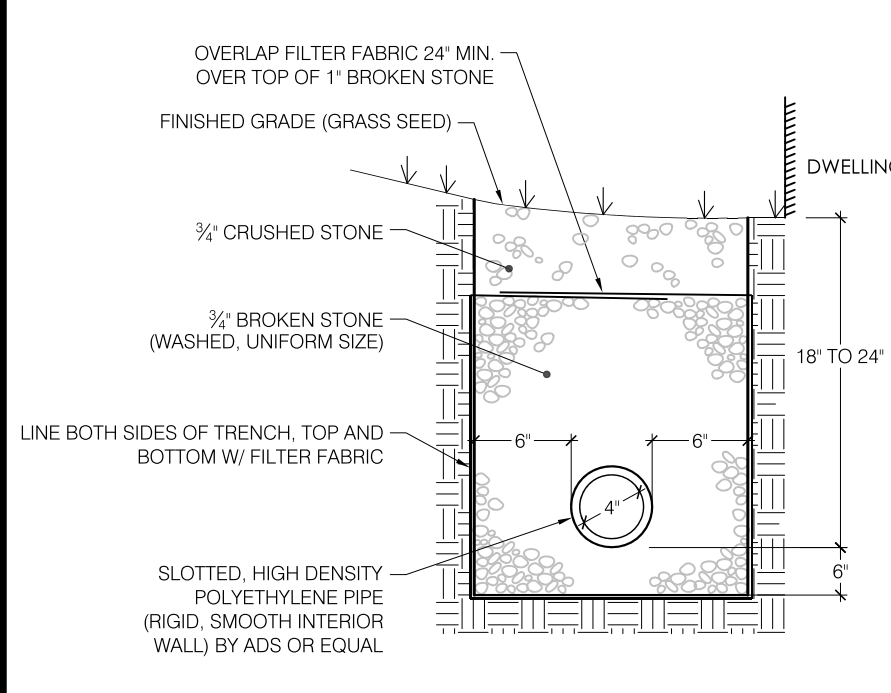 OVERLAP FILTER FABRIC 24" MIN.
OVER TOP OF 1" BROKEN STONE
FINISHED GRADE (GRASS SEED)
DWELLING
¾" CRUSHED STONE
¾" BROKEN STONE
(WASHED, UNIFORM SIZE)
18" TO 24"
LINE BOTH SIDES OF TRENCH, TOP AND
BOTTOM W/ FILTER FABRIC
6"
6"
4"
6"
SLOTTED, HIGH DENSITY
POLYETHYLENE PIPE
(RIGID, SMOOTH INTERIOR
WALL) BY ADS OR EQUAL